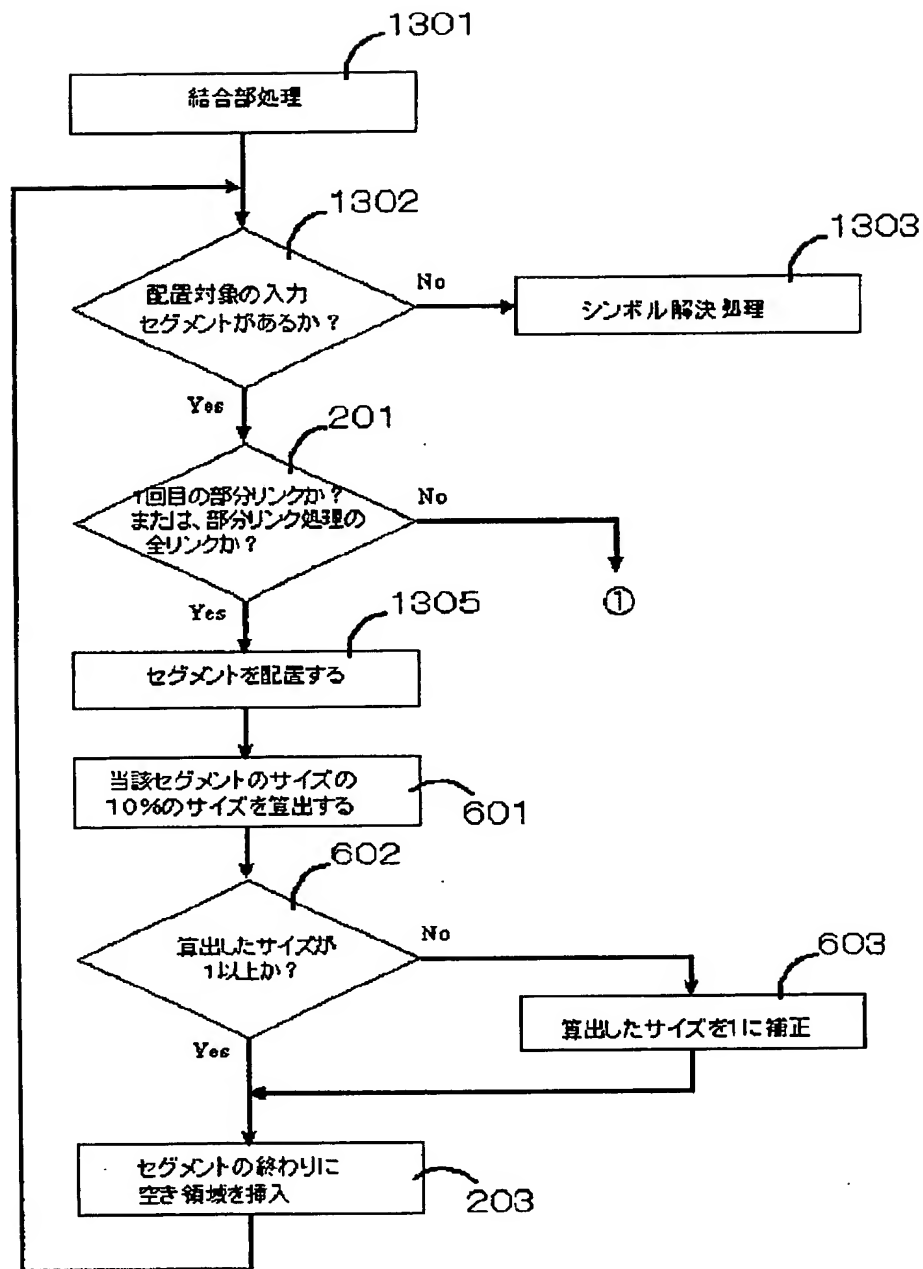 1301
結合部処理
1302
配置対象の入力
セグメントがあるか?
No
1303
シンボル解決処理
Yes
201
1回目の部分リンクか?
または、部分リンク処理の
全リンクか?
No
①
Yes
1305
セグメントを配置する
当該セグメントのサイズの
10%のサイズを算出する
601
602
算出したサイズが
1以上か?
No
603
算出したサイズを1に補正
Yes
セグメントの終わりに
空き領域を挿入
203